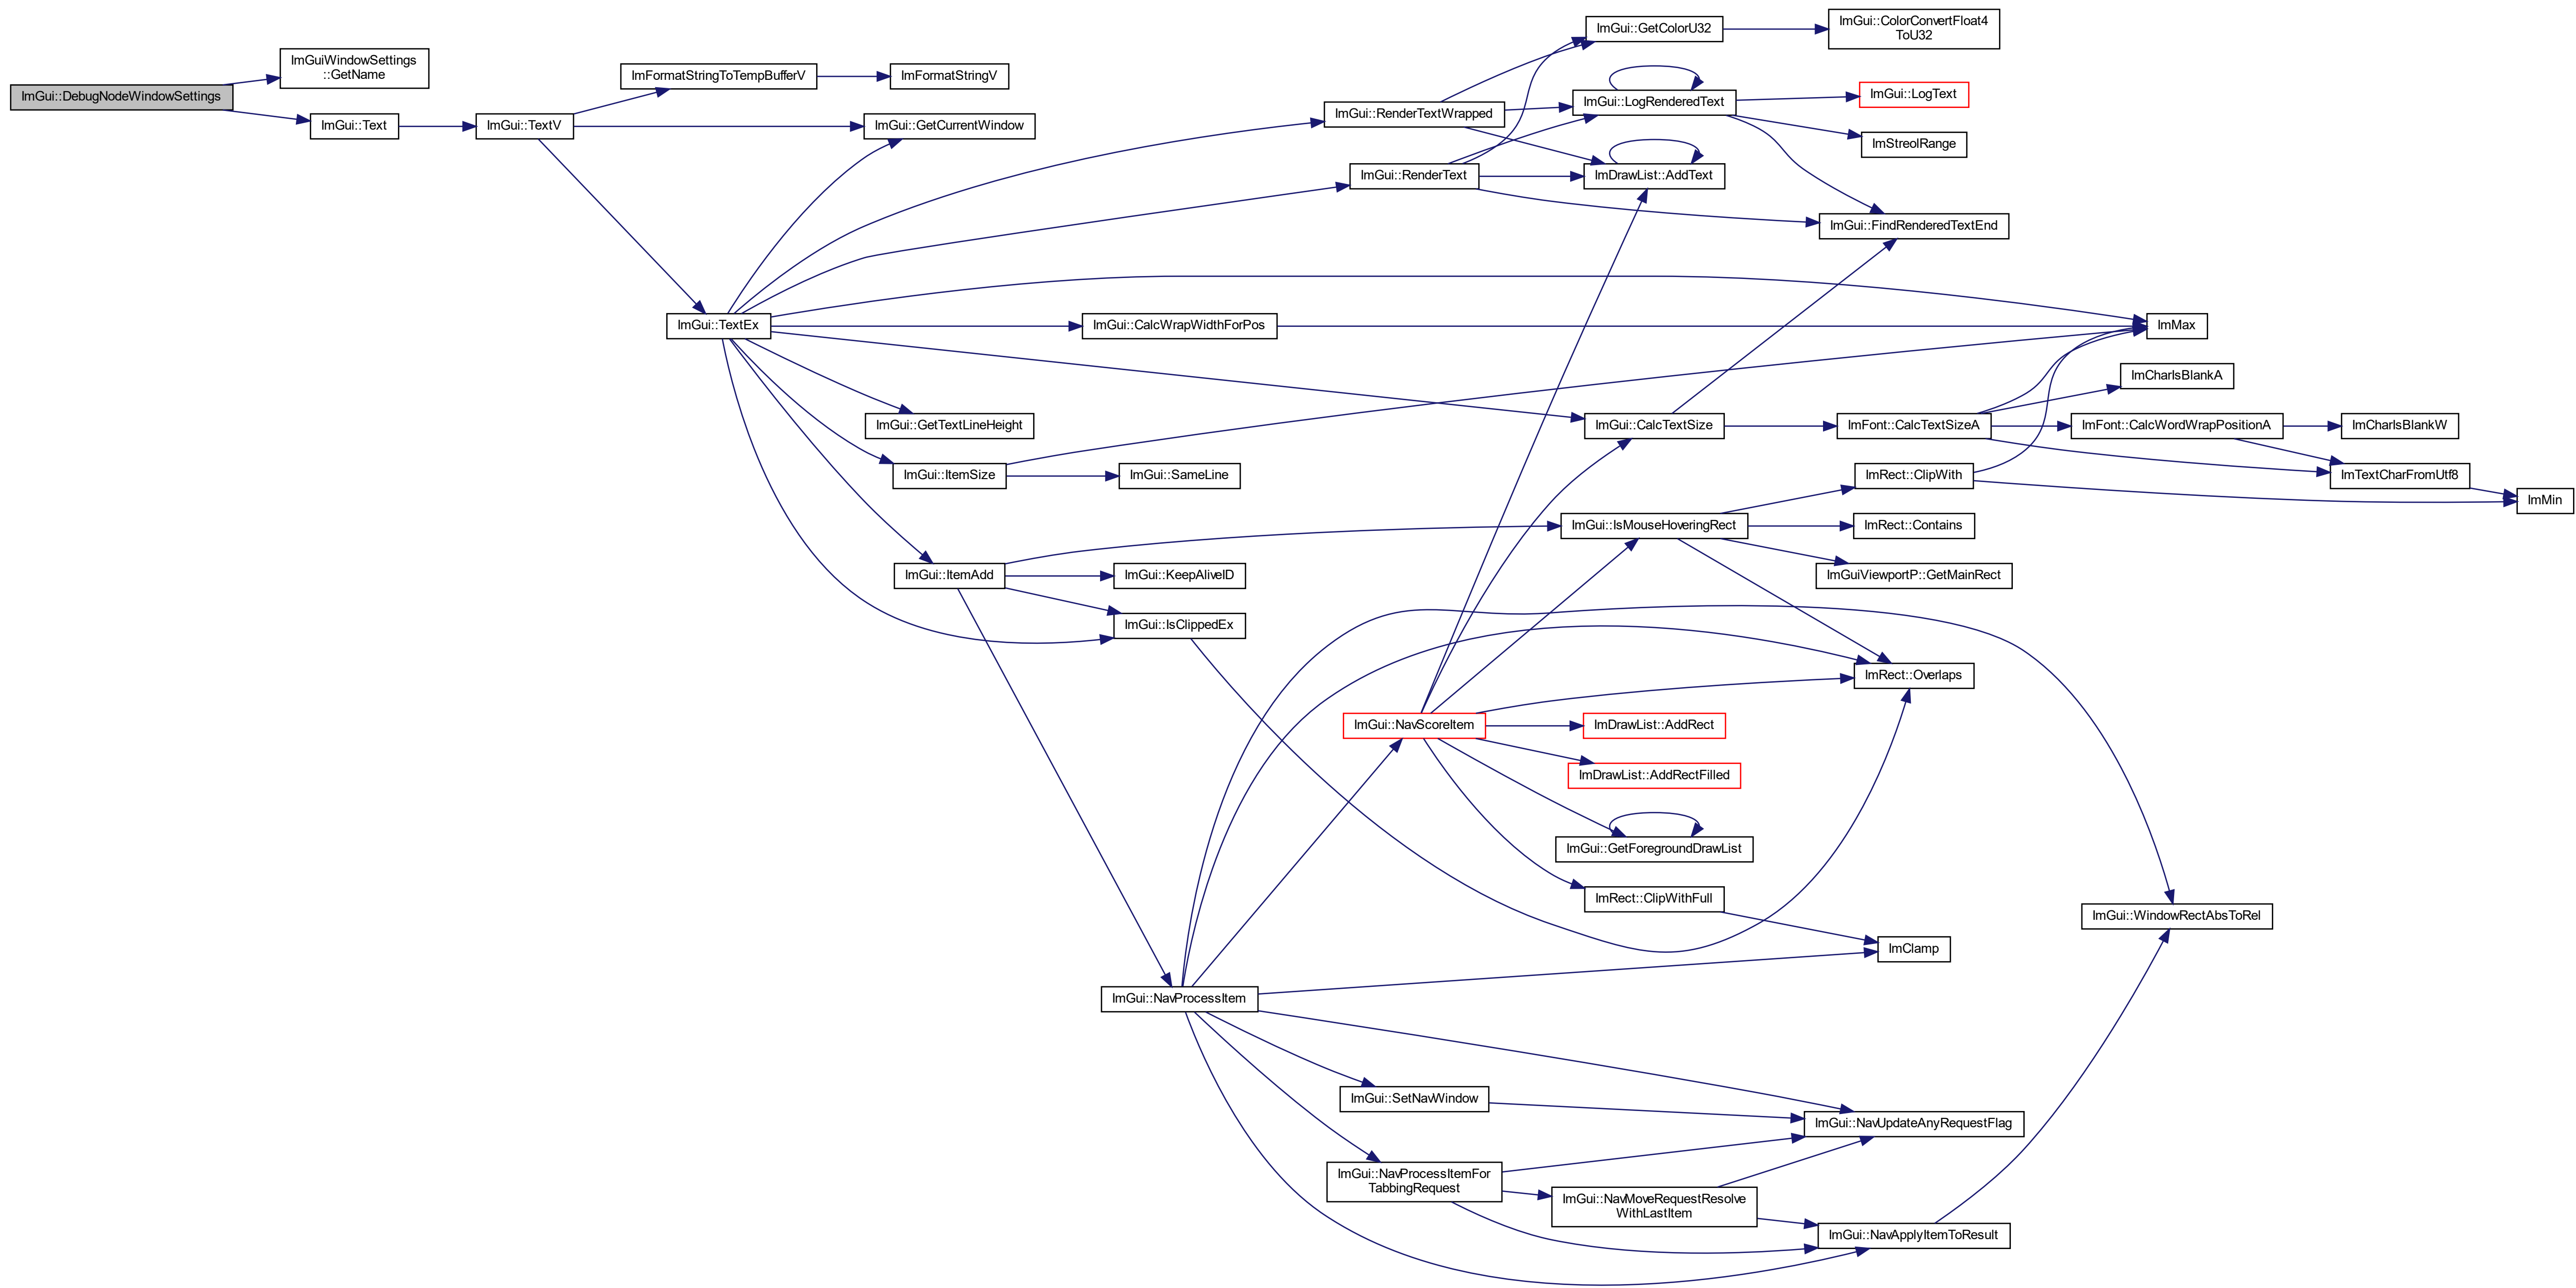 ImGui::DebugNodeWindowSettings
ImGuiWindowSettings
::GetName
ImGui::Text
ImGui::TextV
ImFormatStringToTempBufferV
ImFormatStringV
ImGui::GetCurrentWindow
ImGui::TextEx
ImGui::RenderTextWrapped
ImGui::RenderText
ImGui::GetColorU32
ImGui::ColorConvertFloat4
ToU32
ImGui::LogRenderedText
ImGui::LogText
ImStreolRange
ImDrawList::AddText
ImGui::FindRenderedTextEnd
ImGui::CalcWrapWidthForPos
ImMax
ImGui::GetTextLineHeight
ImGui::CalcTextSize
ImFont::CalcTextSizeA
ImCharIsBlankA
ImFont::CalcWordWrapPositionA
ImCharIsBlankW
ImTextCharFromUtf8
ImMin
ImGui::ItemSize
ImGui::SameLine
ImGui::ItemAdd
ImGui::KeepAliveID
ImGui::IsClippedEx
ImGui::IsMouseHoveringRect
ImRect::ClipWith
ImRect::Contains
ImGuiViewportP::GetMainRect
ImRect::Overlaps
ImGui::NavScoreItem
ImDrawList::AddRect
ImDrawList::AddRectFilled
ImGui::GetForegroundDrawList
ImRect::ClipWithFull
ImClamp
ImGui::WindowRectAbsToRel
ImGui::NavProcessItem
ImGui::SetNavWindow
ImGui::NavUpdateAnyRequestFlag
ImGui::NavProcessItemFor
TabbingRequest
ImGui::NavMoveRequestResolve
WithLastItem
ImGui::NavApplyItemToResult